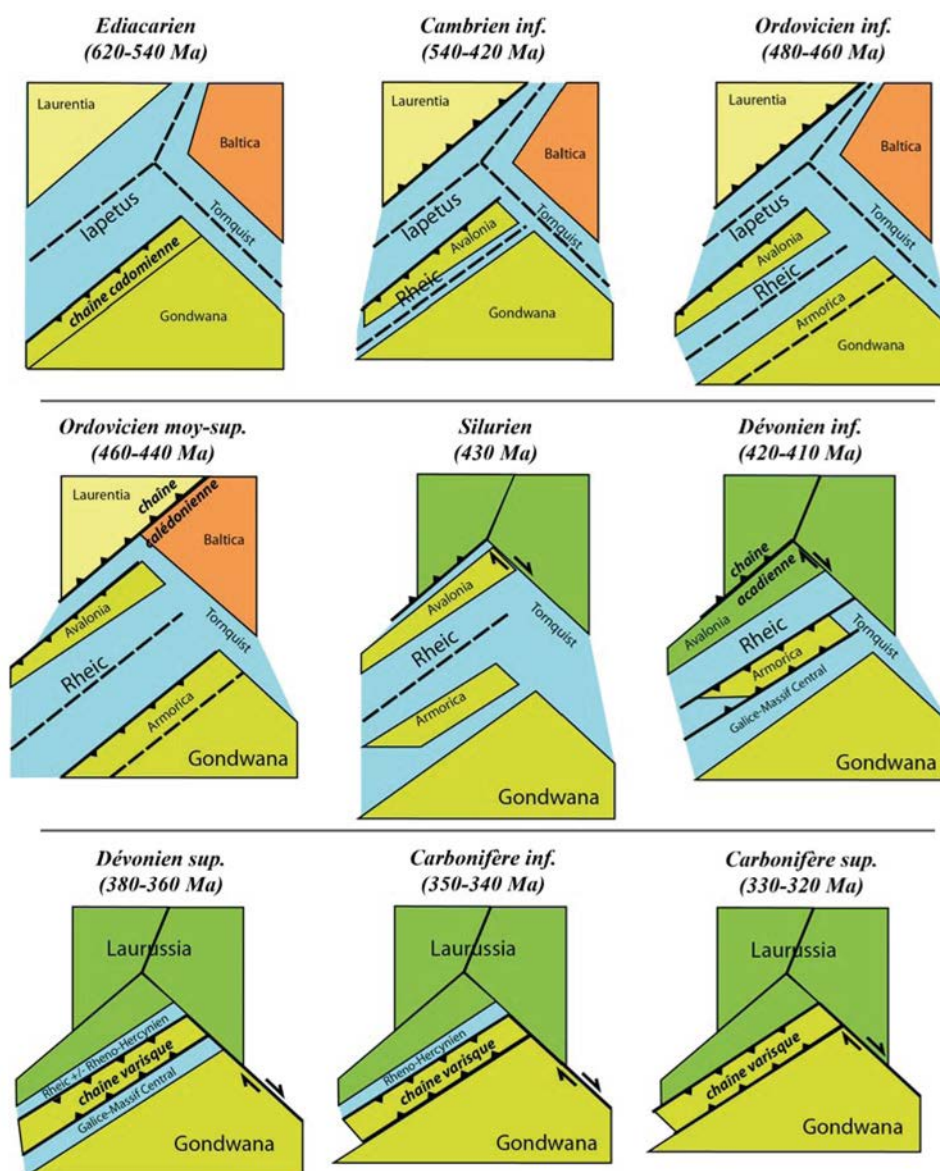 Ediacarien
(620-540 Ma)
Laurentia
Baltica
Iapetus
Tornquist
chaîne cadomienne
Gondwana
Cambrien inf.
(540-420 Ma)
Laurentia
Baltica
Iapetus
Avalonia
Tornquist
Rheic
Gondwana
Ordovicien inf.
(480-460 Ma)
Laurentia
Baltica
Iapetus
Avalonia
Tornquist
Rheic
Armorica
Gondwana
Ordovicien moy-sup.
(460-440 Ma)
Laurentia
chaîne
calédonienne
Baltica
Avalonia
Rheic
Tornquist
Armorica
Gondwana
Silurien
(430 Ma)
Avalonia
Tornquist
Rheic
Armorica
Gondwana
Dévonien inf.
(420-410 Ma)
chaîne
acadienne
Avalonia
Rheic
Tornquist
Armorica
Galice-Massif Central
Gondwana
Dévonien sup.
(380-360 Ma)
Laurussia
Rheic +/- Rheno-Hercynien
chaîne varisque
Galice-Massif Central
Gondwana
Carbonifère inf.
(350-340 Ma)
Laurussia
Rheno-Hercynien
chaîne varisque
Gondwana
Carbonifère sup.
(330-320 Ma)
Laurussia
chaîne varisque
Gondwana